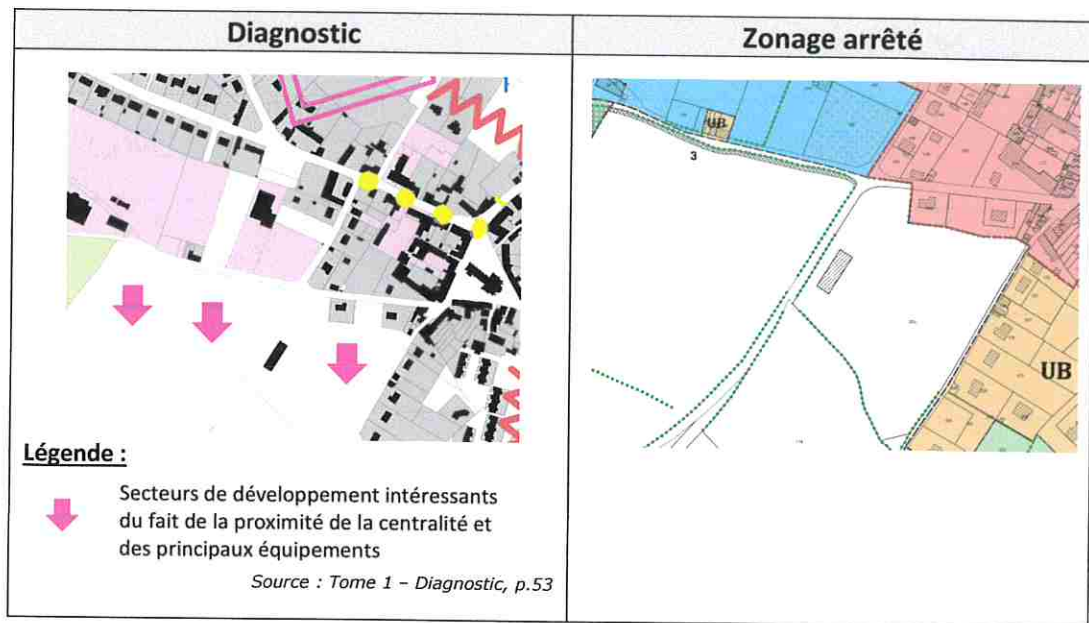 Diagnostic
Zonage arrêté
UB
3
UB
Légende :
Secteurs de développement intéressants
du fait de la proximité de la centralité et
des principaux équipements
Source : Tome 1 – Diagnostic, p.53